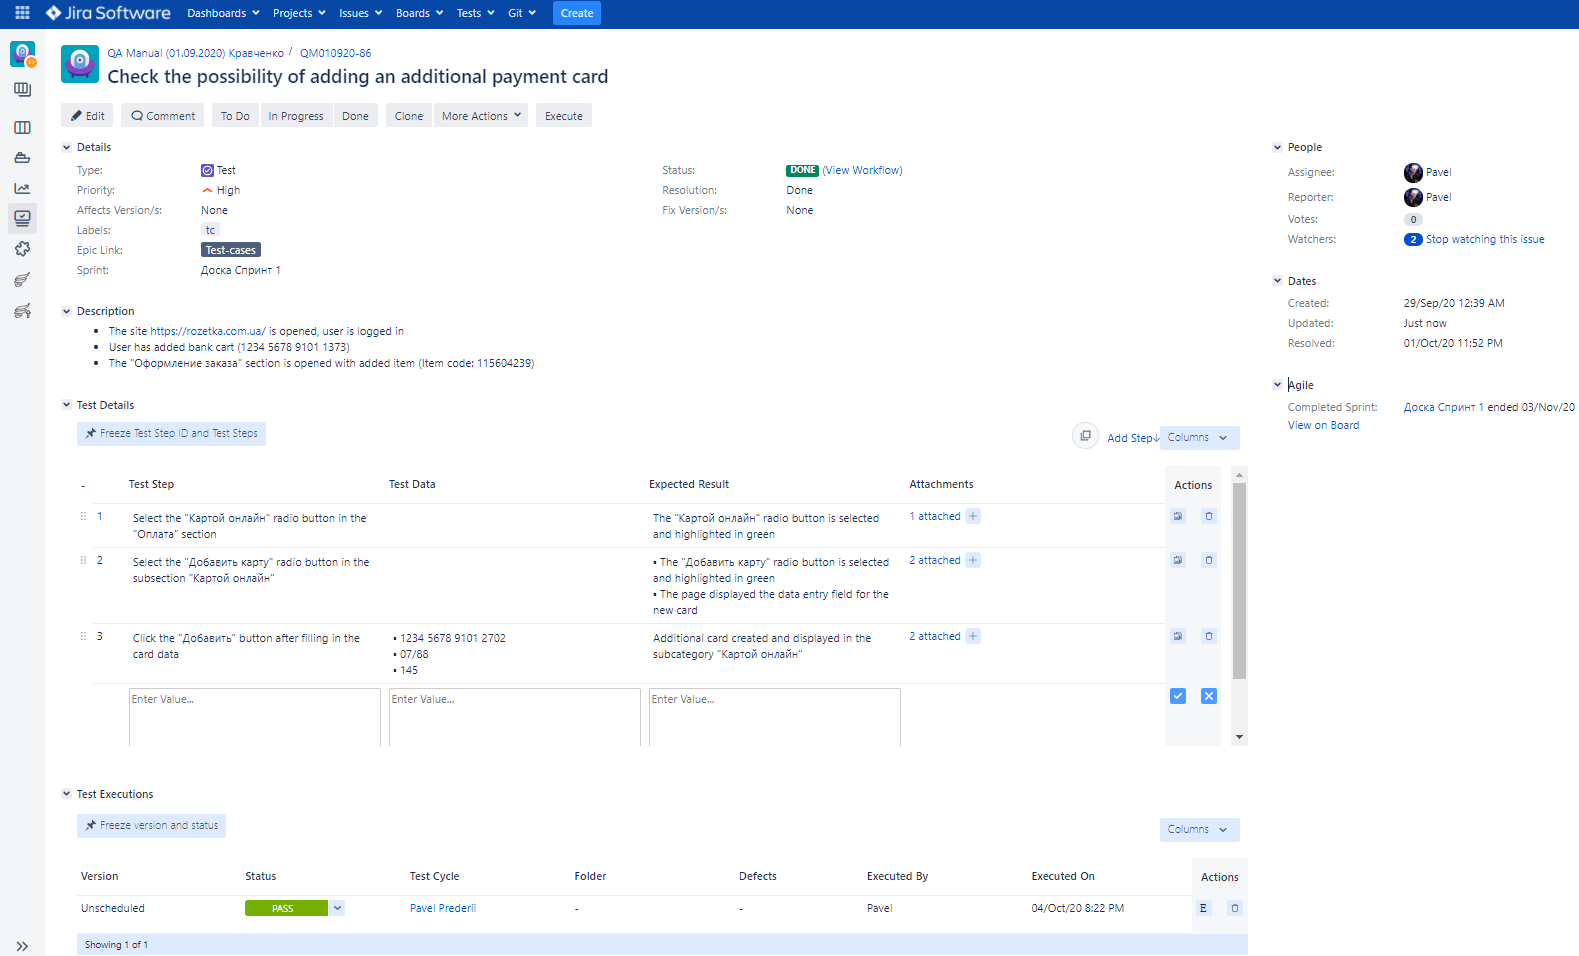 Jira Software Dashboards Projects Issues Boards Tests Git Create
QA Manual (01.09.2020) Кравченко / QM010920-86
Check the possibility of adding an additional payment card
Edit Comment To Do In Progress Done Clone More Actions Execute
Details
Type: Test
Priority: High
Affects Version/s: None
Labels: tc
Epic Link: Test-cases
Sprint: Доска Спринт 1
Status: DONE (View Workflow)
Resolution: Done
Fix Version/s: None
Description
• The site https://rozetka.com.ua/ is opened, user is logged in
• User has added bank cart (1234 5678 9101 1373)
• The "Оформление заказа" section is opened with added item (Item code: 115604239)
Test Details
Freeze Test Step ID and Test Steps
Add Step↓ Columns
- Test Step Test Data Expected Result Attachments Actions
1 Select the "Картой онлайн" radio button in the The "Картой онлайн" radio button is selected 1 attached +
"Оплата" section and highlighted in green
2 Select the "Добавить карту" radio button in the ▪ The "Добавить карту" radio button is selected 2 attached +
subsection "Картой онлайн" and highlighted in green
▪ The page displayed the data entry field for the
new card
3 Click the "Добавить" button after filling in the ▪ 1234 5678 9101 2702 Additional card created and displayed in the 2 attached +
card data ▪ 07/88 subcategory "Картой онлайн"
▪ 145
Enter Value... Enter Value... Enter Value...
Test Executions
Freeze version and status
Columns
Version Status Test Cycle Folder Defects Executed By Executed On Actions
Unscheduled PASS Pavel Prederii - - Pavel 04/Oct/20 8:22 PM E
Showing 1 of 1
People
Assignee: Pavel
Reporter: Pavel
Votes: 0
Watchers: 2 Stop watching this issue
Dates
Created: 29/Sep/20 12:39 AM
Updated: Just now
Resolved: 01/Oct/20 11:52 PM
Agile
Completed Sprint: Доска Спринт 1 ended 03/Nov/20
View on Board